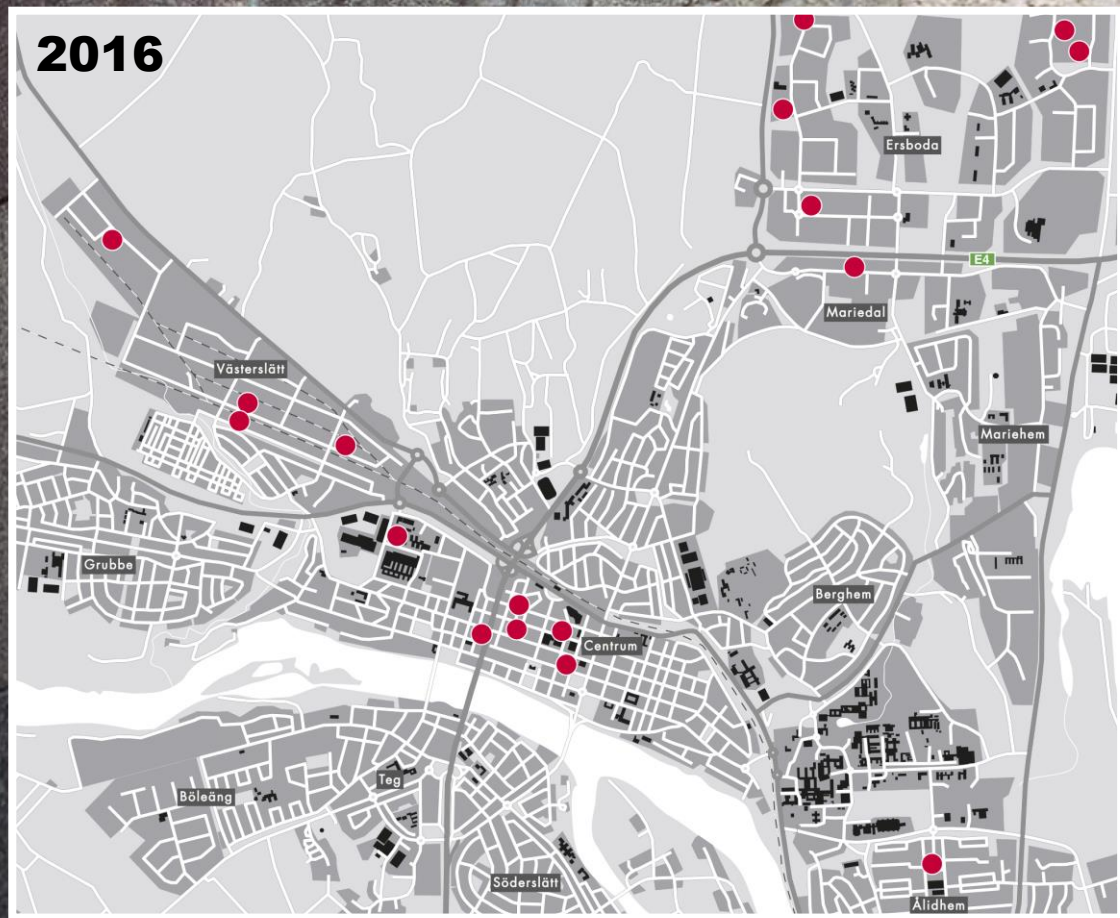 2016
Ersboda
E4
Mariedal
Västerslätt
Mariehem
Grubbe
Berghem
Centrum
Teg
Böleäng
Söderslätt
Ålidhem